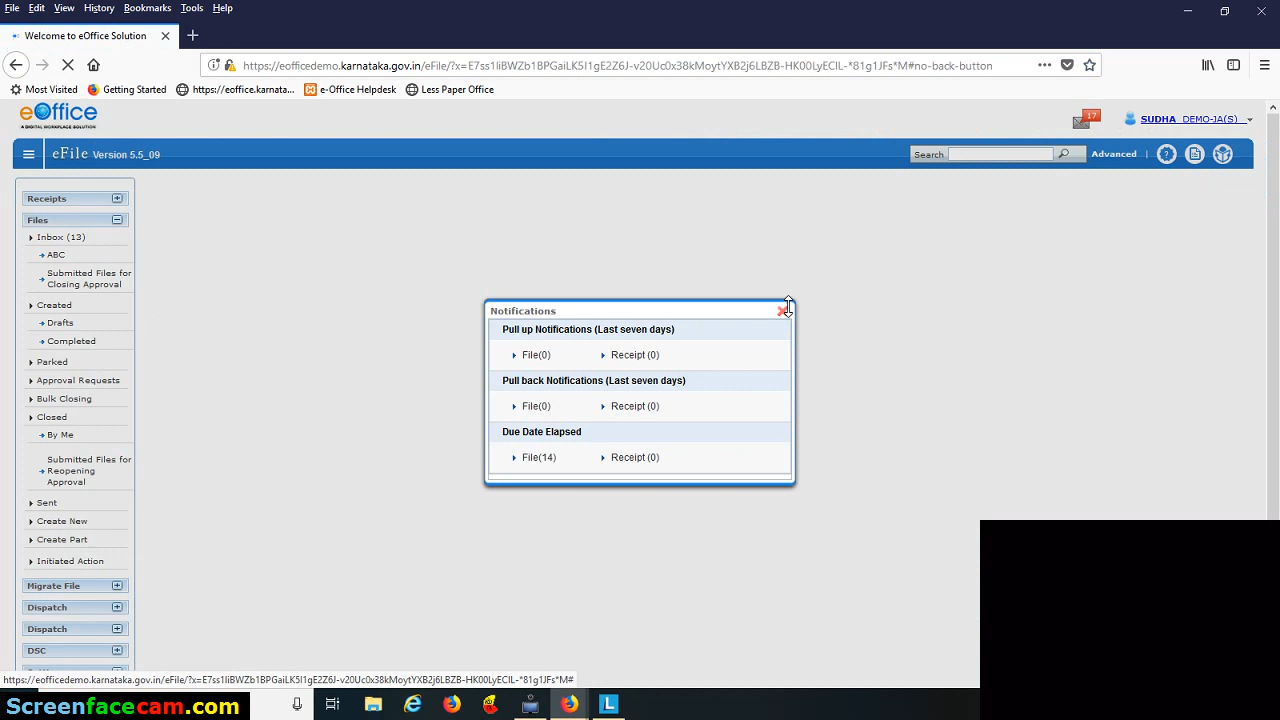 File Edit View History Bookmarks Tools Help
Welcome to eOffice Solution
https://eofficedemo.karnataka.gov.in/eFile/?x=E7ss1IiBWZb1BPGaiLK5I1gE2Z6J-v20Uc0x38kMoytYXB2j6LBZB-HK00LyECIL-*81g1JFs*M#no-back-button
Most Visited Getting Started https://eoffice.karnata... e-Office Helpdesk Less Paper Office
eOffice
A DIGITAL WORKPLACE SOLUTION
17
SUDHA DEMO-JA(S)
eFile Version 5.5_09
Search Advanced
Receipts
Files
Inbox (13)
ABC
Submitted Files for
Closing Approval
Created
Drafts
Completed
Parked
Approval Requests
Bulk Closing
Closed
By Me
Submitted Files for
Reopening
Approval
Sent
Create New
Create Part
Initiated Action
Migrate File
Dispatch
Dispatch
DSC
Notifications
Pull up Notifications (Last seven days)
File(0) Receipt (0)
Pull back Notifications (Last seven days)
File(0) Receipt (0)
Due Date Elapsed
File(14) Receipt (0)
https://eofficedemo.karnataka.gov.in/eFile/?x=E7ss1IiBWZb1BPGaiLK5I1gE2Z6J-v20Uc0x38kMoytYXB2j6LBZB-HK00LyECIL-*81g1JFs*M#
Screenfacecam.com